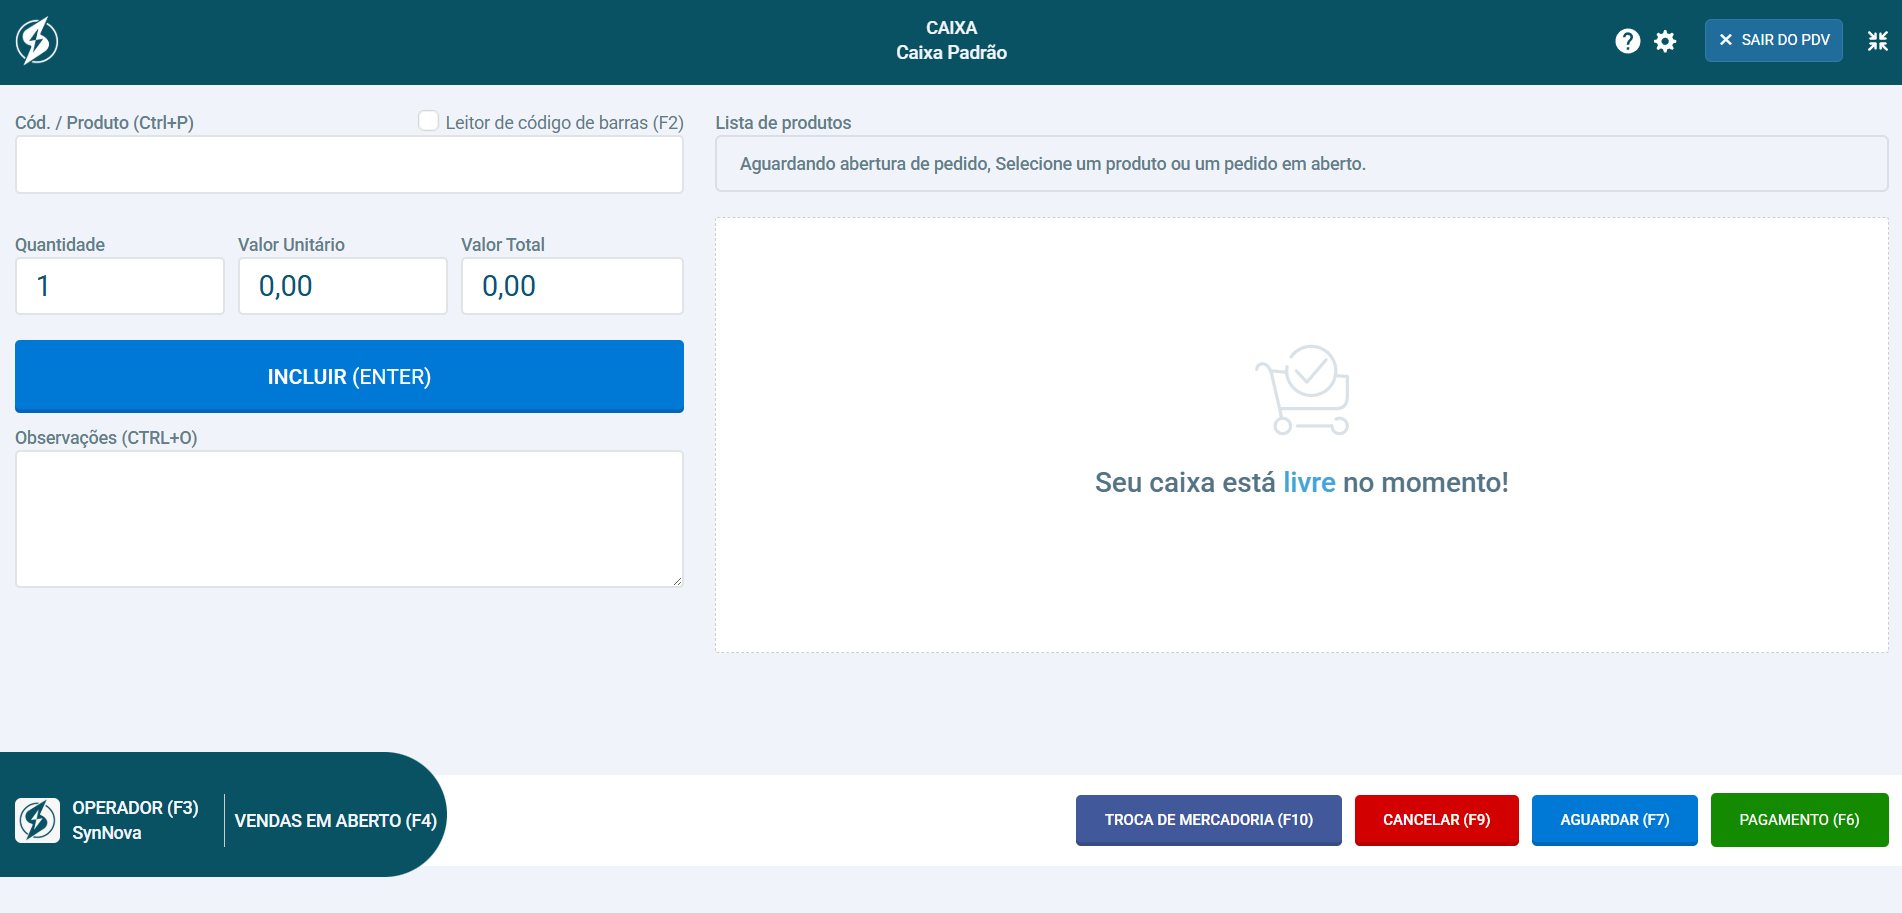 CAIXA
Caixa Padrão
? SAIR DO PDV
Cód. / Produto (Ctrl+P)
Leitor de código de barras (F2)
Lista de produtos
Aguardando abertura de pedido, Selecione um produto ou um pedido em aberto.
Quantidade
Valor Unitário
Valor Total
1
0,00
0,00
INCLUIR (ENTER)
Observações (CTRL+O)
Seu caixa está livre no momento!
OPERADOR (F3)
SynNova
VENDAS EM ABERTO (F4)
TROCA DE MERCADORIA (F10)
CANCELAR (F9)
AGUARDAR (F7)
PAGAMENTO (F6)